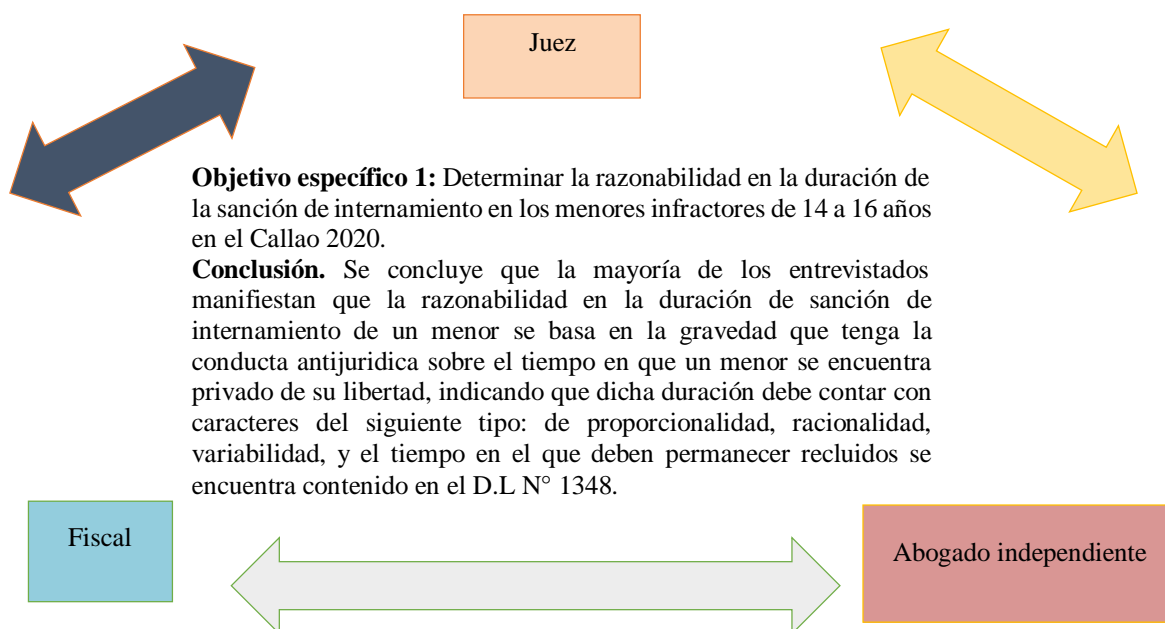 Juez
Objetivo específico 1: Determinar la razonabilidad en la duración de
la sanción de internamiento en los menores infractores de 14 a 16 años
en el Callao 2020.
Conclusión. Se concluye que la mayoría de los entrevistados
manifiestan que la razonabilidad en la duración de sanción de
internamiento de un menor se basa en la gravedad que tenga la
conducta antijuridica sobre el tiempo en que un menor se encuentra
privado de su libertad, indicando que dicha duración debe contar con
caracteres del siguiente tipo: de proporcionalidad, racionalidad,
variabilidad, y el tiempo en el que deben permanecer recluidos se
encuentra contenido en el D.L N° 1348.
Fiscal
Abogado independiente